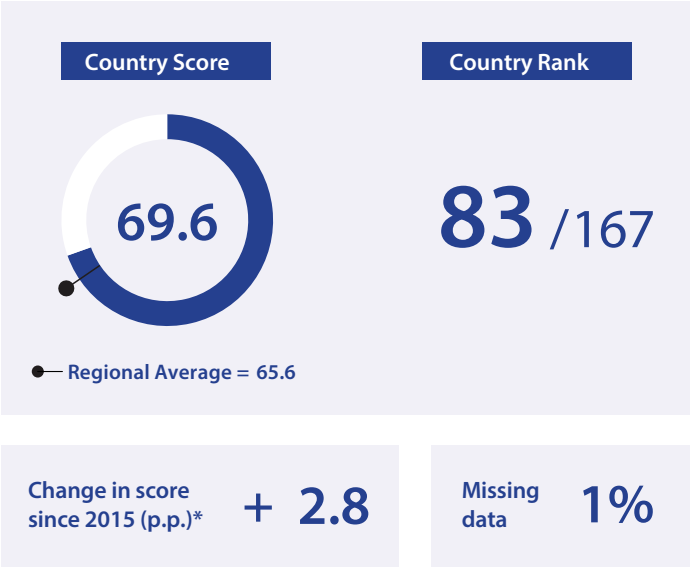 Country Score
Country Rank
69.6
83 /167
Regional Average = 65.6
Change in score
since 2015 (p.p.)*
+ 2.8
Missing
data
1%